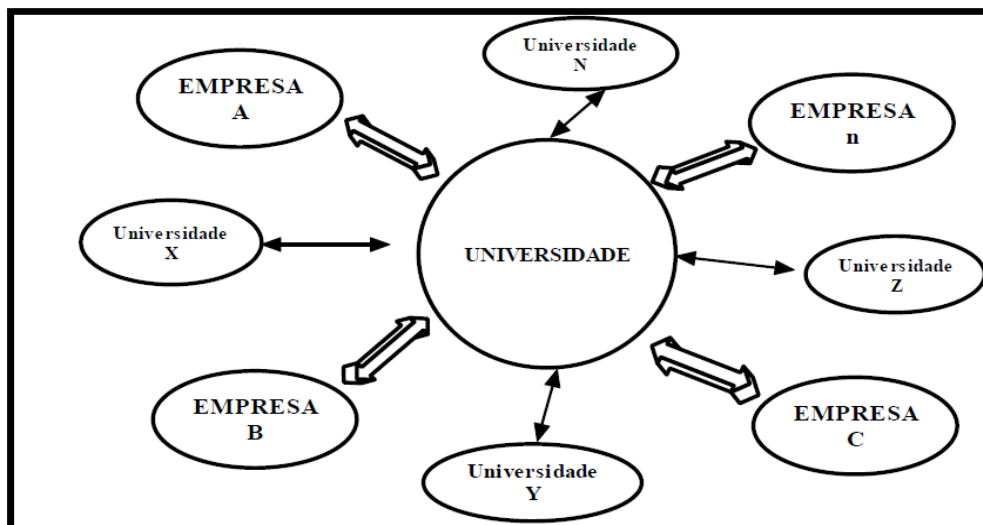 Universidade
N
EMPRESA
A
EMPRESA
n
Universidade
X
UNIVERSIDADE
Universidade
Z
EMPRESA
B
EMPRESA
C
Universidade
Y